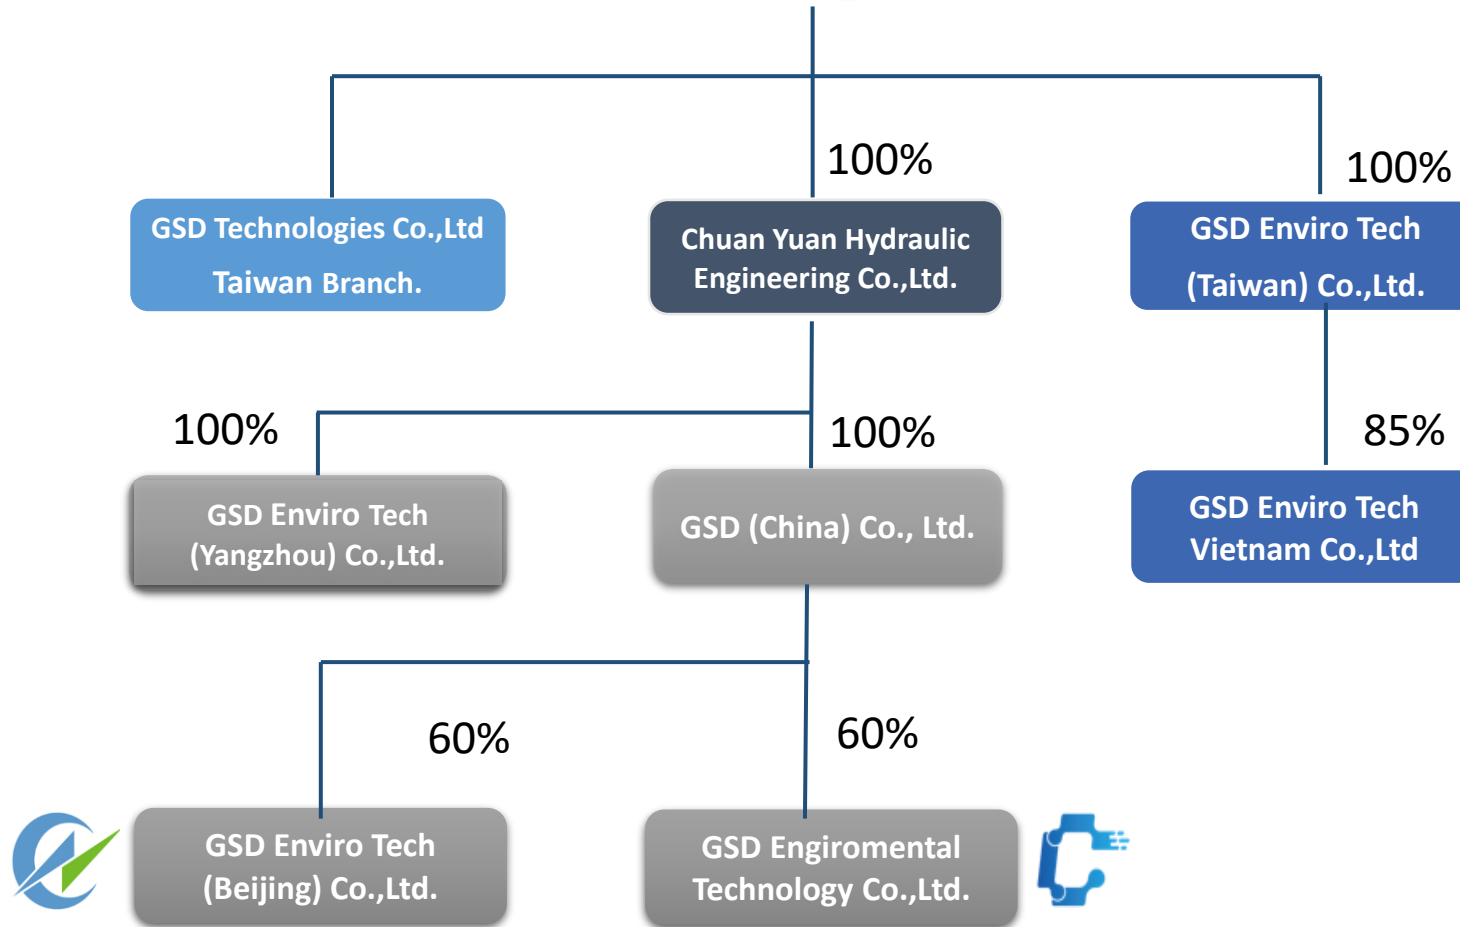 100%
100%
GSD Technologies Co.,Ltd
Taiwan Branch.
Chuan Yuan Hydraulic
Engineering Co.,Ltd.
GSD Enviro Tech
(Taiwan) Co.,Ltd.
100%
100%
85%
GSD Enviro Tech
(Yangzhou) Co.,Ltd.
GSD (China) Co., Ltd.
GSD Enviro Tech
Vietnam Co.,Ltd
60%
60%
GSD Enviro Tech
(Beijing) Co.,Ltd.
GSD Engiromental
Technology Co.,Ltd.